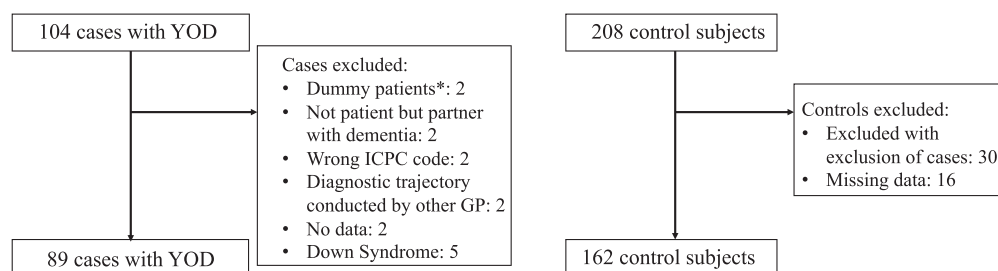 104 cases with YOD
Cases excluded:
• Dummy patients*: 2
• Not patient but partner
with dementia: 2
• Wrong ICPC code: 2
• Diagnostic trajectory
conducted by other GP: 2
• No data: 2
• Down Syndrome: 5
89 cases with YOD
208 control subjects
Controls excluded:
• Excluded with
exclusion of cases: 30
• Missing data: 16
162 control subjects